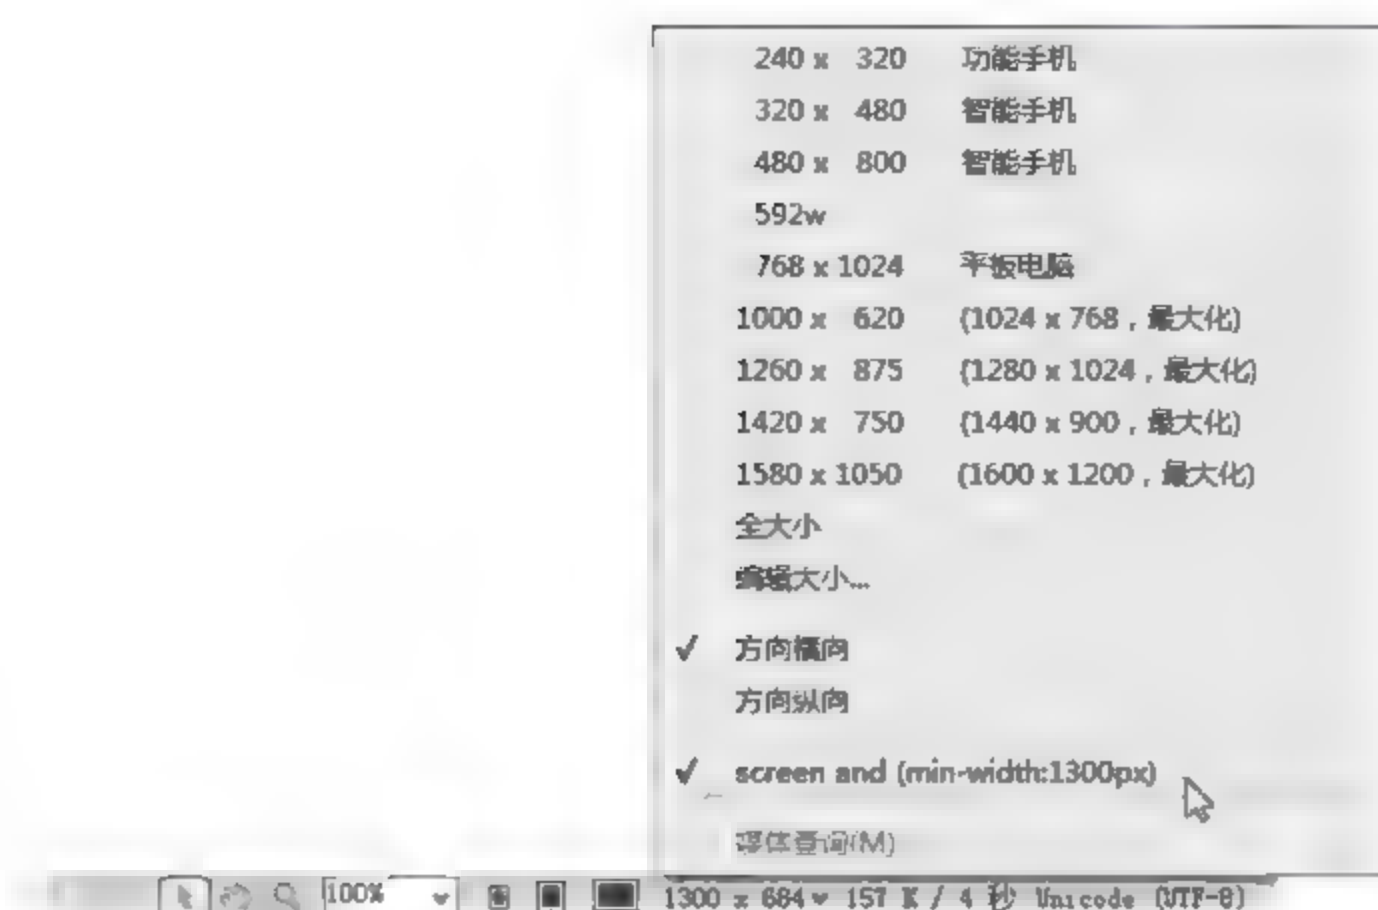 240 x 320 功能手机
320 x 480 智能手机
480 x 800 智能手机
592w
768 x 1024 平板电脑
1000 x 620 (1024 x 768，最大化)
1260 x 875 (1280 x 1024，最大化)
1420 x 750 (1440 x 900，最大化)
1580 x 1050 (1600 x 1200，最大化)
全大小
编辑大小...
✓ 方向横向
方向纵向
✓ screen and (min-width:1300px)
媒体查询(M)
100% 1300 x 684 157 K / 4 秒 Unicode (UTF-8)